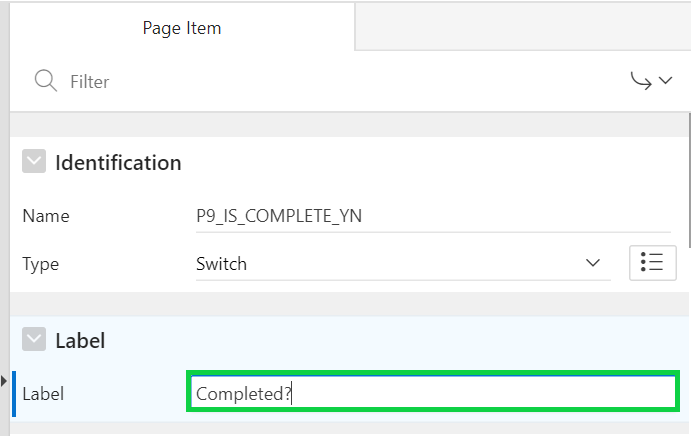 Page Item
Filter
Identification
Name P9_IS_COMPLETE_YN
Type Switch
Label
Label Completed?